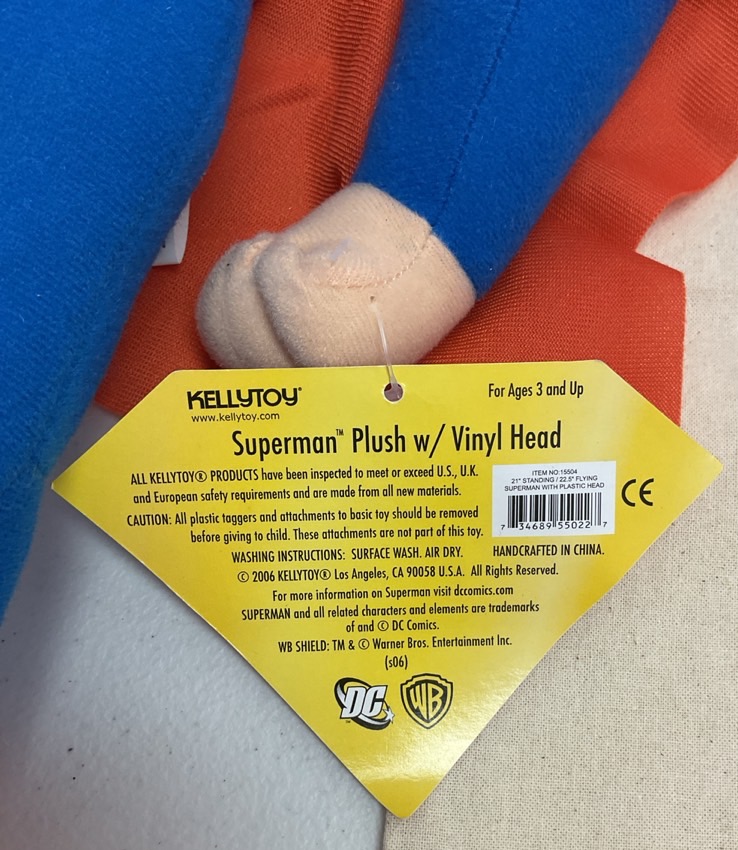 KELLYTOY®
www.kellytoy.com
For Ages 3 and Up
Superman™ Plush w/ Vinyl Head
ALL KELLYTOY® PRODUCTS have been inspected to meet or exceed U.S., U.K.
and European safety requirements and are made from all new materials.
CAUTION: All plastic taggers and attachments to basic toy should be removed
before giving to child. These attachments are not part of this toy.
ITEM NO:15504
21" STANDING / 22.5" FLYING
SUPERMAN WITH PLASTIC HEAD
7 34689 55022 7
CE
WASHING INSTRUCTIONS: SURFACE WASH. AIR DRY.
HANDCRAFTED IN CHINA.
© 2006 KELLYTOY® Los Angeles, CA 90058 U.S.A. All Rights Reserved.
For more information on Superman visit dccomics.com
SUPERMAN and all related characters and elements are trademarks
of and © DC Comics.
WB SHIELD: TM & © Warner Bros. Entertainment Inc.
(s06)
DC
WB